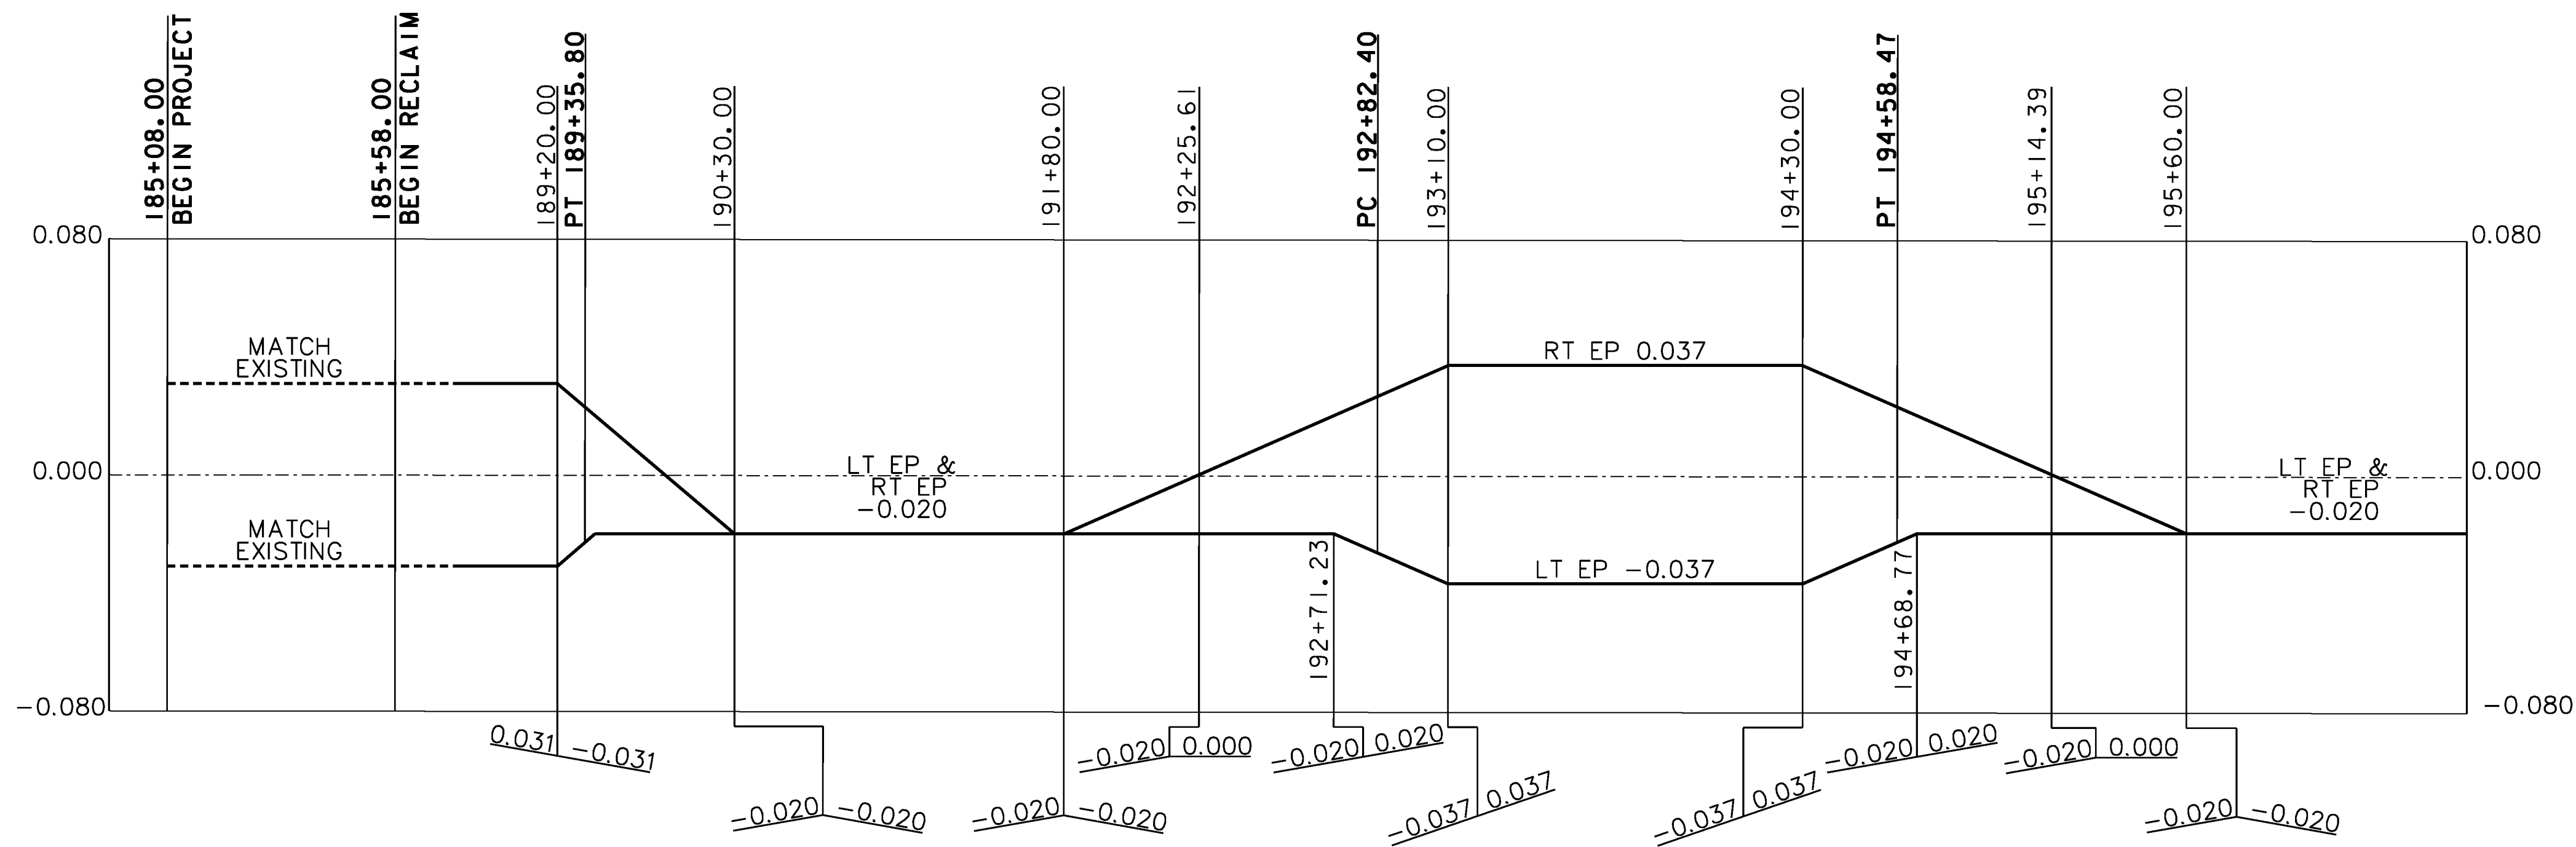 185+08.00
BEGIN PROJECT
185+58.00
BEGIN RECLAIM
189+20.00
PT 189+35.80
190+30.00
191+80.00
192+25.61
PC 192+82.40
193+10.00
194+30.00
PT 194+58.47
195+14.39
195+60.00
0.080
0.080
MATCH
EXISTING
RT EP 0.037
0.000
LT EP &
RT EP
-0.020
LT EP &
RT EP
-0.020
0.000
MATCH
EXISTING
LT EP -0.037
192+71.23
194+68.77
-0.080
-0.080
0.031 -0.031
-0.020 -0.020
-0.020 -0.020
-0.020 0.000
-0.020 0.020
-0.037 0.037
-0.037 0.037
-0.020 0.020
-0.020 0.000
-0.020 -0.020